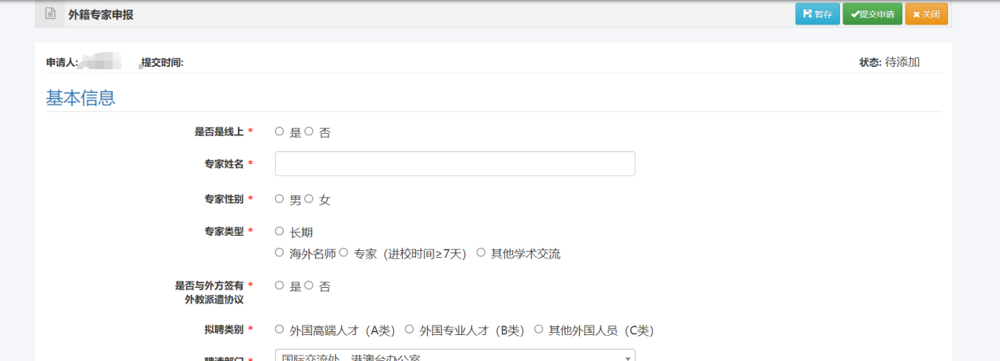 外籍专家申报 暂存 提交申请 关闭
申请人: 提交时间: 状态: 待添加
基本信息
是否是线上 * 是 否
专家姓名 *
专家性别 * 男 女
专家类型 * 长期
海外名师 专家（进校时间≥7天） 其他学术交流
是否与外方签有 * 是 否
外教派遣协议
拟聘类别 * 外国高端人才（A类） 外国专业人才（B类） 其他外国人员（C类）
聘请部门 * 国际交流处、港澳台办公室